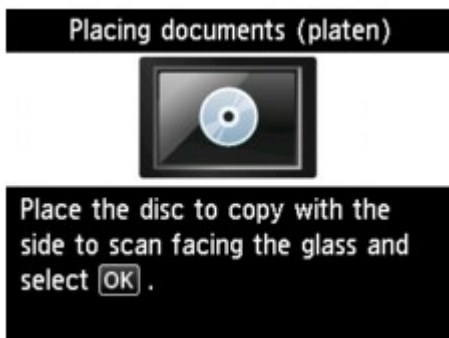 Placing documents (platen)
Place the disc to copy with the
side to scan facing the glass and
select OK .